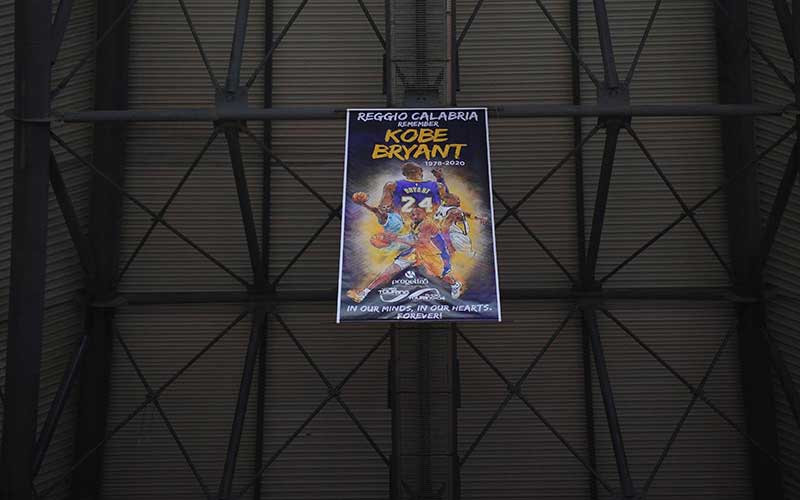 REGGIO CALABRIA
REMEMBER
KOBE
BRYANT
1978-2020
BRYANT
24
IN OUR MINDS, IN OUR HEARTS.
FOREVER!